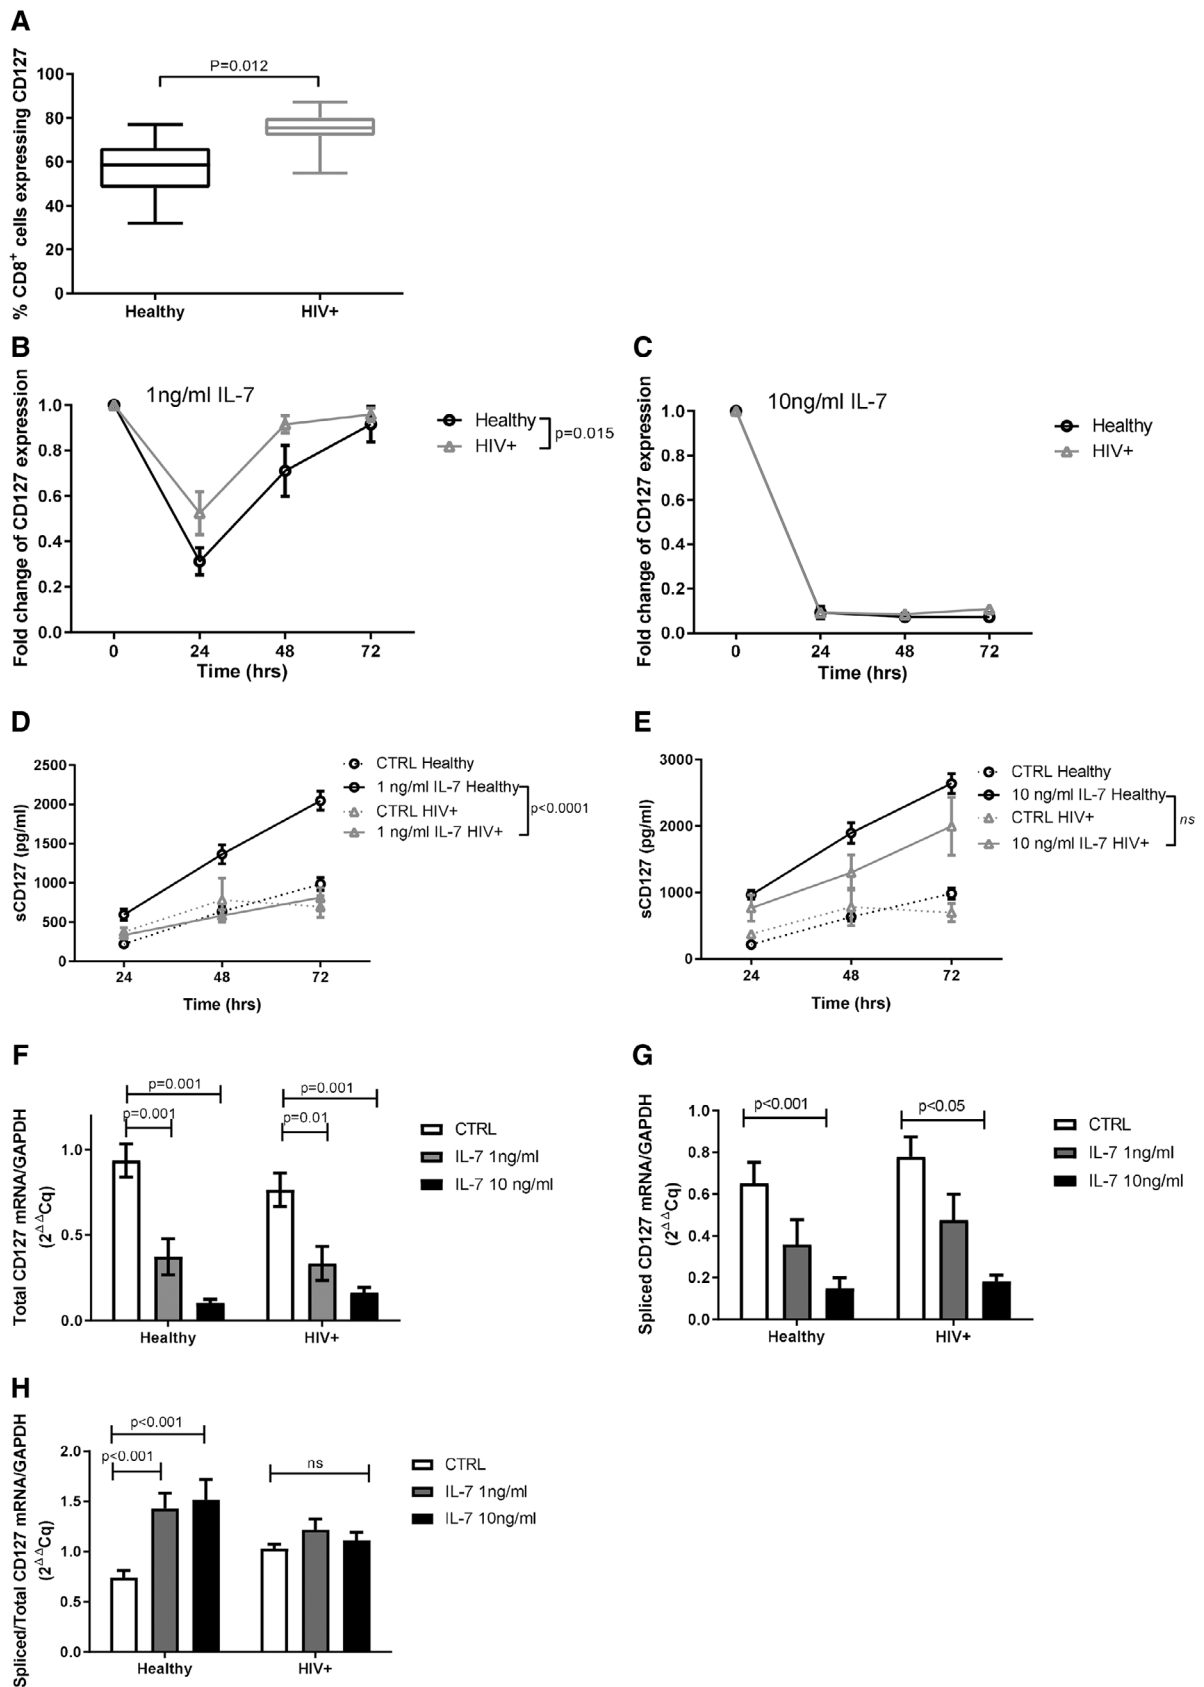 A
% CD8+ cells expressing CD127
100
80
60
40
20
0
P=0.012
Healthy
HIV+
B
Fold change of CD127 expression
1.0
0.8
0.6
0.4
0.2
0.0
1ng/ml IL-7
0
24
48
72
Time (hrs)
Healthy
HIV+
p=0.015
C
Fold change of CD127 expression
1.0
0.8
0.6
0.4
0.2
0.0
10ng/ml IL-7
0
24
48
72
Time (hrs)
Healthy
HIV+
D
sCD127 (pg/ml)
2500
2000
1500
1000
500
0
24
48
72
Time (hrs)
CTRL Healthy
1 ng/ml IL-7 Healthy
CTRL HIV+
1 ng/ml IL-7 HIV+
p<0.0001
E
sCD127 (pg/ml)
3000
2000
1000
0
24
48
72
Time (hrs)
CTRL Healthy
10 ng/ml IL-7 Healthy
CTRL HIV+
10 ng/ml IL-7 HIV+
ns
F
Total CD127 mRNA/GAPDH
(2ΔΔCq)
1.0
0.5
0.0
p=0.001
p=0.001
p=0.001
p=0.01
Healthy
HIV+
CTRL
IL-7 1ng/ml
IL-7 10 ng/ml
G
Spliced CD127 mRNA/GAPDH
(2ΔΔCq)
1.0
0.8
0.6
0.4
0.2
0.0
p<0.001
p<0.05
Healthy
HIV+
CTRL
IL-7 1ng/ml
IL-7 10ng/ml
H
Spliced/Total CD127 mRNA/GAPDH
(2ΔΔCq)
2.0
1.5
1.0
0.5
0.0
p<0.001
p<0.001
ns
Healthy
HIV+
CTRL
IL-7 1ng/ml
IL-7 10ng/ml